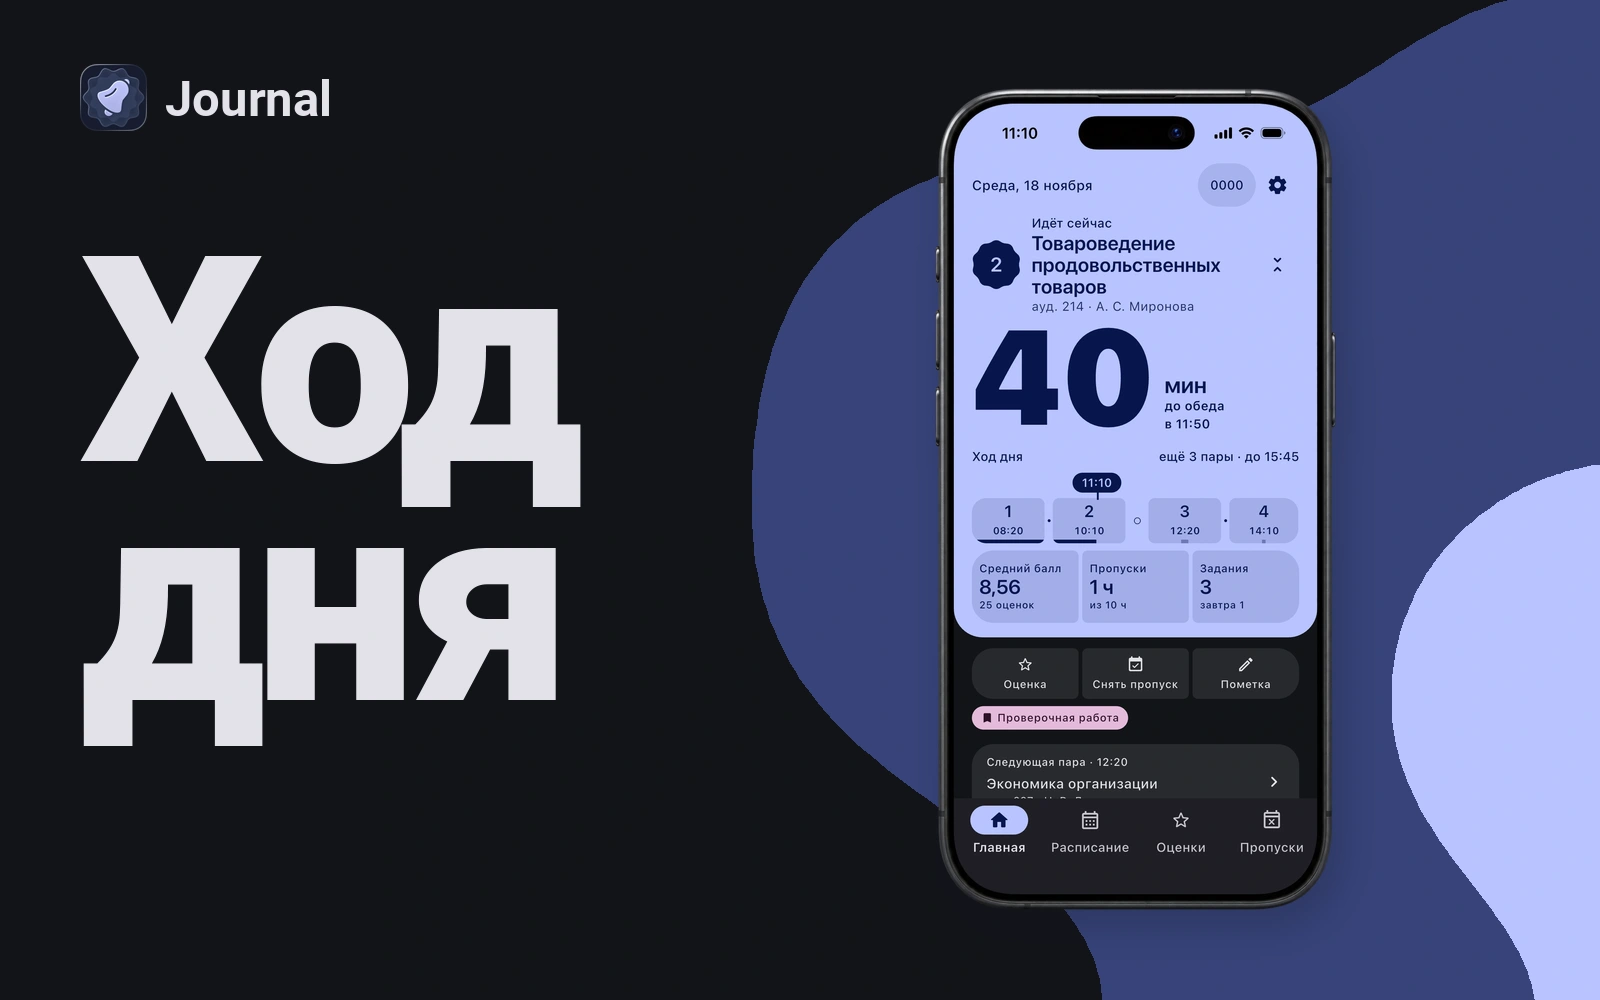 Journal
Ход
дня
11:10
Среда, 18 ноября
0000
Идёт сейчас
2
Товароведение
продовольственных
товаров
ауд. 214 · А. С. Миронова
40
мин
до обеда
в 11:50
Ход дня
ещё 3 пары · до 15:45
11:10
1
2
3
4
08:20
10:10
12:20
14:10
Средний балл
Пропуски
Задания
8,56
1 ч
3
25 оценок
из 10 ч
завтра 1
Оценка
Снять пропуск
Пометка
Проверочная работа
Следующая пара · 12:20
Экономика организации
Главная
Расписание
Оценки
Пропуски